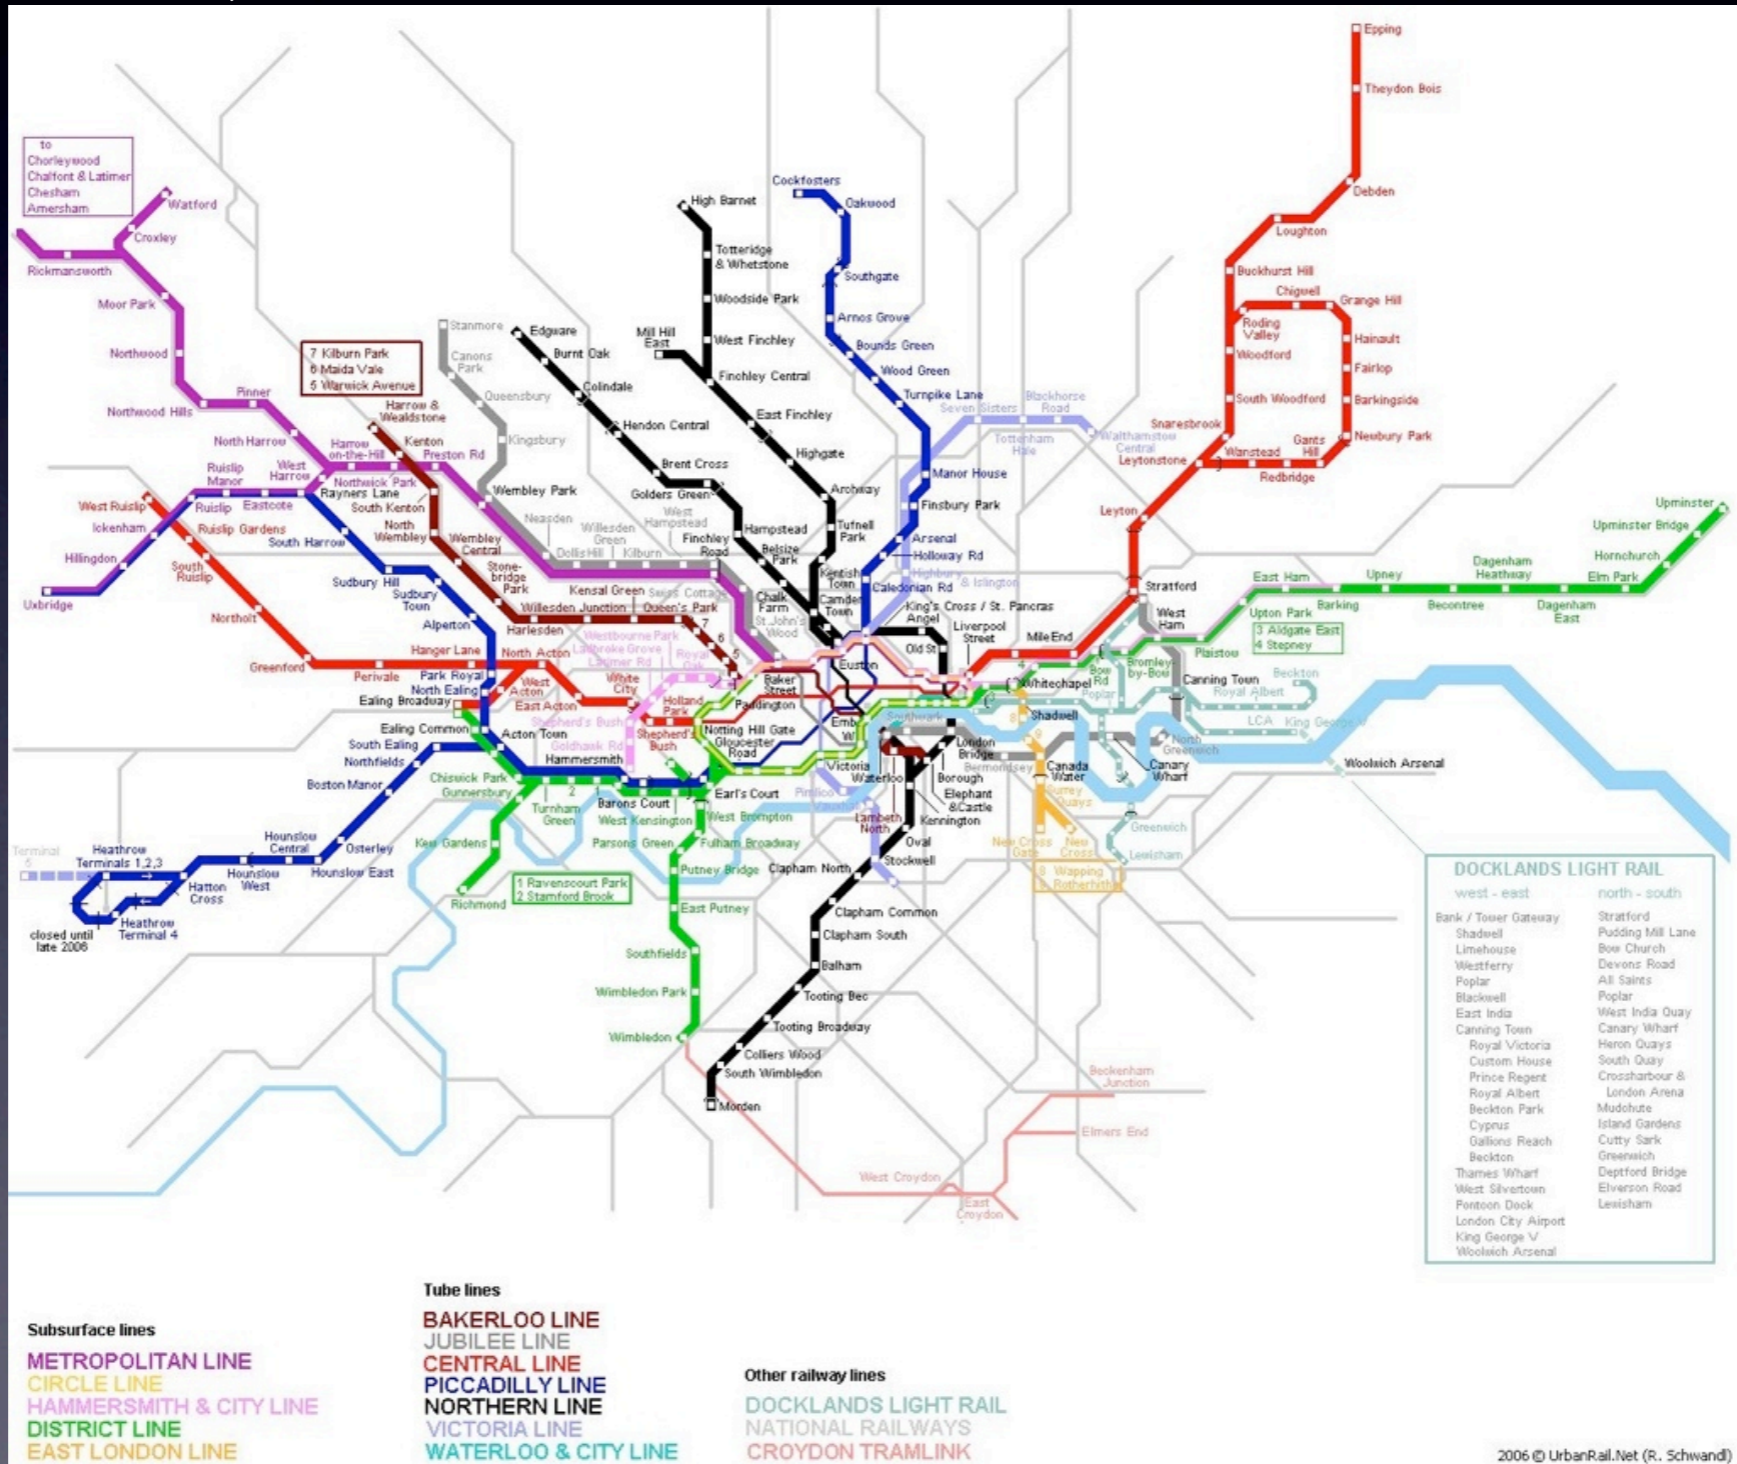 Epping
Theydon Bois
Debden
Loughton
Buckhurst Hill
Chigwell
Grange Hill
Roding
Valley
Hainault
Woodford
Fairlop
South Woodford
Barkingside
Snaresbrook
Gants
Hill
Newbury Park
Wanstead
Leytonstone
Redbridge
Leyton
Stratford
to
Chorleywood
Chalfont & Latimer
Chesham
Amersham
Watford
Croxley
Rickmansworth
Moor Park
Northwood
Pinner
Northwood Hills
North Harrow
Harrow
on-the-Hill
Northwick Park
Preston Rd
West
Harrow
Ruislip
Manor
Rayners Lane
Eastcote
Ruislip
Ickenham
Hillingdon
Uxbridge
7 Kilburn Park
6 Maida Vale
5 Warwick Avenue
Harrow &
Wealdstone
Kenton
South Kenton
North
Wembley
Wembley
Central
Stone-
bridge
Park
Harlesden
Willesden Junction
Kensal Green
Queen's Park
Stanmore
Canons
Park
Queensbury
Kingsbury
Wembley Park
Neasden
Dollis Hill
Willesden
Green
Kilburn
West
Hampstead
Finchley
Road
Swiss Cottage
St.John's
Wood
Edgware
Burnt Oak
Colindale
Hendon Central
Brent Cross
Golders Green
Hampstead
Belsize
Park
Chalk
Farm
Camden
Town
High Barnet
Totteridge
& Whetstone
Woodside Park
West Finchley
Mill Hill
East
Finchley Central
East Finchley
Highgate
Archway
Tufnell
Park
Kentish
Town
Cockfosters
Oakwood
Southgate
Arnos Grove
Bounds Green
Wood Green
Turnpike Lane
Manor House
Finsbury Park
Arsenal
Holloway Rd
Caledonian Rd
Seven Sisters
Blackhorse
Road
Tottenham
Hale
Walthamstow
Central
Highbury
& Islington
King's Cross / St. Pancras
Angel
Old St
Euston
Liverpool
Street
Mile End
West
Ham
Upminster
Upminster Bridge
Hornchurch
Elm Park
Dagenham
East
Dagenham
Heathway
Becontree
Upney
Barking
East Ham
Upton Park
Plaistow
3 Aldgate East
4 Stepney
4
Bromley-
by-Bow
Bow
Rd
Whitechapel
Shadwell
Canning Town
Poplar
Beckton
Royal Albert
LCA
King George V
Woolwich Arsenal
North
Greenwich
Canary
Wharf
Canada
Water
Bermondsey
London
Bridge
Southwark
Surrey
Quays
New Cross
Gate
New
Cross
8 Wapping
Rotherhithe
8
9
Greenwich
Lewisham
West Ruislip
Ruislip Gardens
South
Ruislip
Northolt
Greenford
Perivale
Hanger Lane
North Acton
West
Acton
East Acton
White
City
Ealing Broadway
Shepherd's
Bush
Holland
Park
Notting Hill Gate
South Harrow
Sudbury Hill
Sudbury
Town
Alperton
Park Royal
North Ealing
Ealing Common
Acton Town
South Ealing
Northfields
Boston Manor
Osterley
Hounslow East
Hounslow
Central
Hounslow
West
Hatton
Cross
Heathrow
Terminals 1,2,3
Heathrow
Terminal 4
Terminal
5
closed until
late 2006
Westbourne Park
Ladbroke Grove
Latimer Rd
Royal
Oak
Shepherd's Bush
Goldhawk Rd
Hammersmith
7
6
5
Baker
Street
Paddington
Gloucester
Road
Victoria
Emb
W
Waterloo
Lambeth
North
Borough
Elephant
&Castle
Kennington
Oval
Pimlico
Vauxhall
Stockwell
Clapham North
Clapham Common
Clapham South
Balham
Tooting Bec
Tooting Broadway
Colliers Wood
South Wimbledon
Morden
Chiswick Park
Gunnersbury
Turnham
Green
2
1
Kew Gardens
Richmond
1 Ravenscourt Park
2 Stamford Brook
Barons Court
West Kensington
Earl's Court
West Brompton
Fulham Broadway
Parsons Green
Putney Bridge
East Putney
Southfields
Wimbledon Park
Wimbledon
Beckenham
Junction
Elmers End
West Croydon
East
Croydon
DOCKLANDS LIGHT RAIL
west - east
Bank / Tower Gateway
Shadwell
Limehouse
Westferry
Poplar
Blackwell
East India
Canning Town
Royal Victoria
Custom House
Prince Regent
Royal Albert
Beckton Park
Cyprus
Gallions Reach
Beckton
Thames Wharf
West Silvertown
Pontoon Dock
London City Airport
King George V
Woolwich Arsenal
north - south
Stratford
Pudding Mill Lane
Bow Church
Devons Road
All Saints
Poplar
West India Quay
Canary Wharf
Heron Quays
South Quay
Crossharbour &
London Arena
Mudchute
Island Gardens
Cutty Sark
Greenwich
Deptford Bridge
Elverson Road
Lewisham
Subsurface lines
METROPOLITAN LINE
CIRCLE LINE
HAMMERSMITH & CITY LINE
DISTRICT LINE
EAST LONDON LINE
Tube lines
BAKERLOO LINE
JUBILEE LINE
CENTRAL LINE
PICCADILLY LINE
NORTHERN LINE
VICTORIA LINE
WATERLOO & CITY LINE
Other railway lines
DOCKLANDS LIGHT RAIL
NATIONAL RAILWAYS
CROYDON TRAMLINK
2006 © UrbanRail.Net (R. Schwandl)